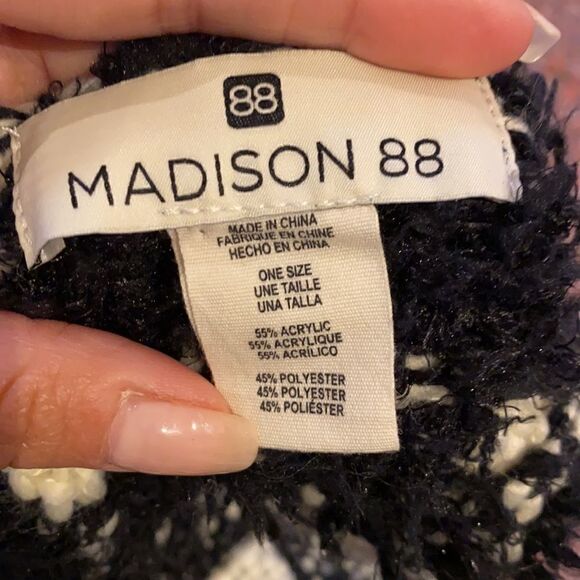 88
MADISON 88
MADE IN CHINA
FABRIQUE EN CHINE
HECHO EN CHINA
ONE SIZE
UNE TAILLE
UNA TALLA
55% ACRYLIC
55% ACRYLIQUE
55% ACRÍLICO
45% POLYESTER
45% POLYESTER
45% POLIÉSTER